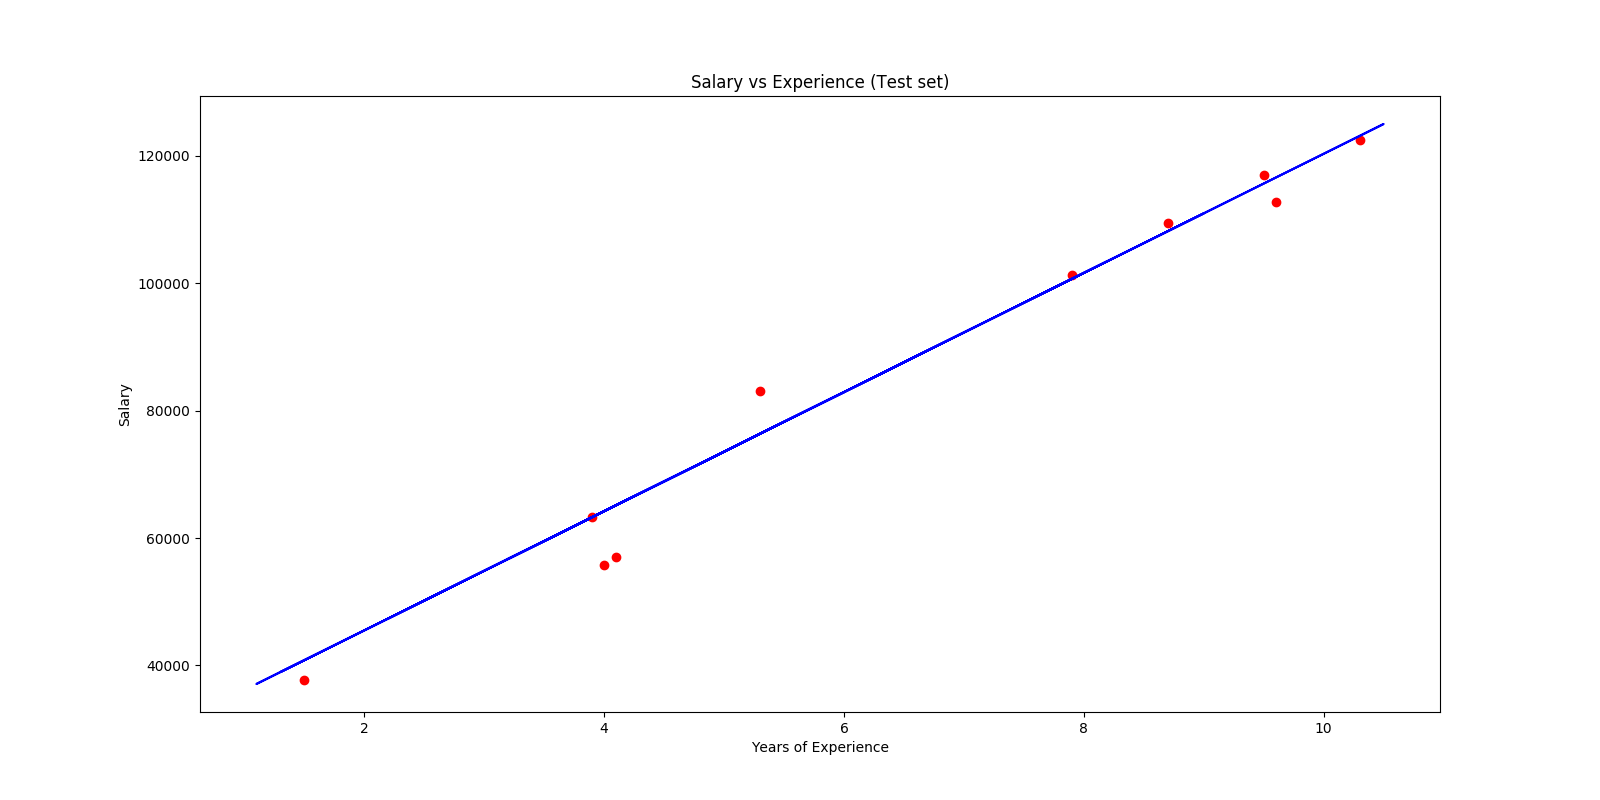 Salary vs Experience (Test set)
120000
100000
80000
60000
40000
Salary
2 4 6 8 10
Years of Experience